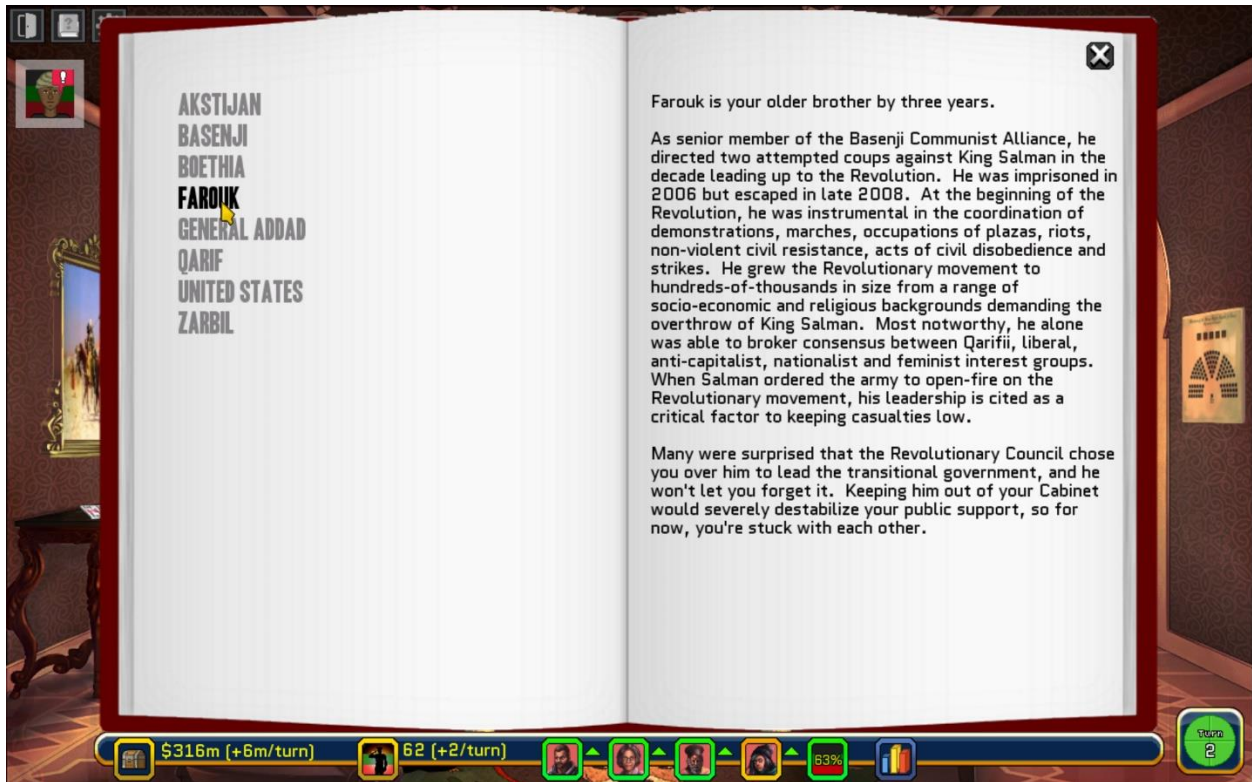 AKSTIJAN
BASENJI
BOETHIA
FAROUK
GENERAL ADDAD
QARIF
UNITED STATES
ZARBIL
Farouk is your older brother by three years.
As senior member of the Basenji Communist Alliance, he
directed two attempted coups against King Salman in the
decade leading up to the Revolution. He was imprisoned in
2006 but escaped in late 2008. At the beginning of the
Revolution, he was instrumental in the coordination of
demonstrations, marches, occupations of plazas, riots,
non-violent civil resistance, acts of civil disobedience and
strikes. He grew the Revolutionary movement to
hundreds-of-thousands in size from a range of
socio-economic and religious backgrounds demanding the
overthrow of King Salman. Most notworthy, he alone
was able to broker consensus between Qarifii, liberal,
anti-capitalist, nationalist and feminist interest groups.
When Salman ordered the army to open-fire on the
Revolutionary movement, his leadership is cited as a
critical factor to keeping casualties low.
Many were surprised that the Revolutionary Council chose
you over him to lead the transitional government, and he
won't let you forget it. Keeping him out of your Cabinet
would severely destabilize your public support, so for
now, you're stuck with each other.
$316m (+6m/turn)
62 (+2/turn)
63%
Turn
2